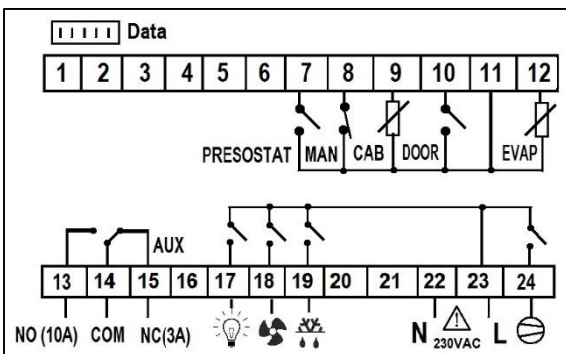 Data
1 2 3 4 5 6 7 8 9 10 11 12
PRESOSTAT MAN CAB DOOR EVAP
AUX
13 14 15 16 17 18 19 20 21 22 23 24
NO (10A) COM NC(3A) N 230VAC L